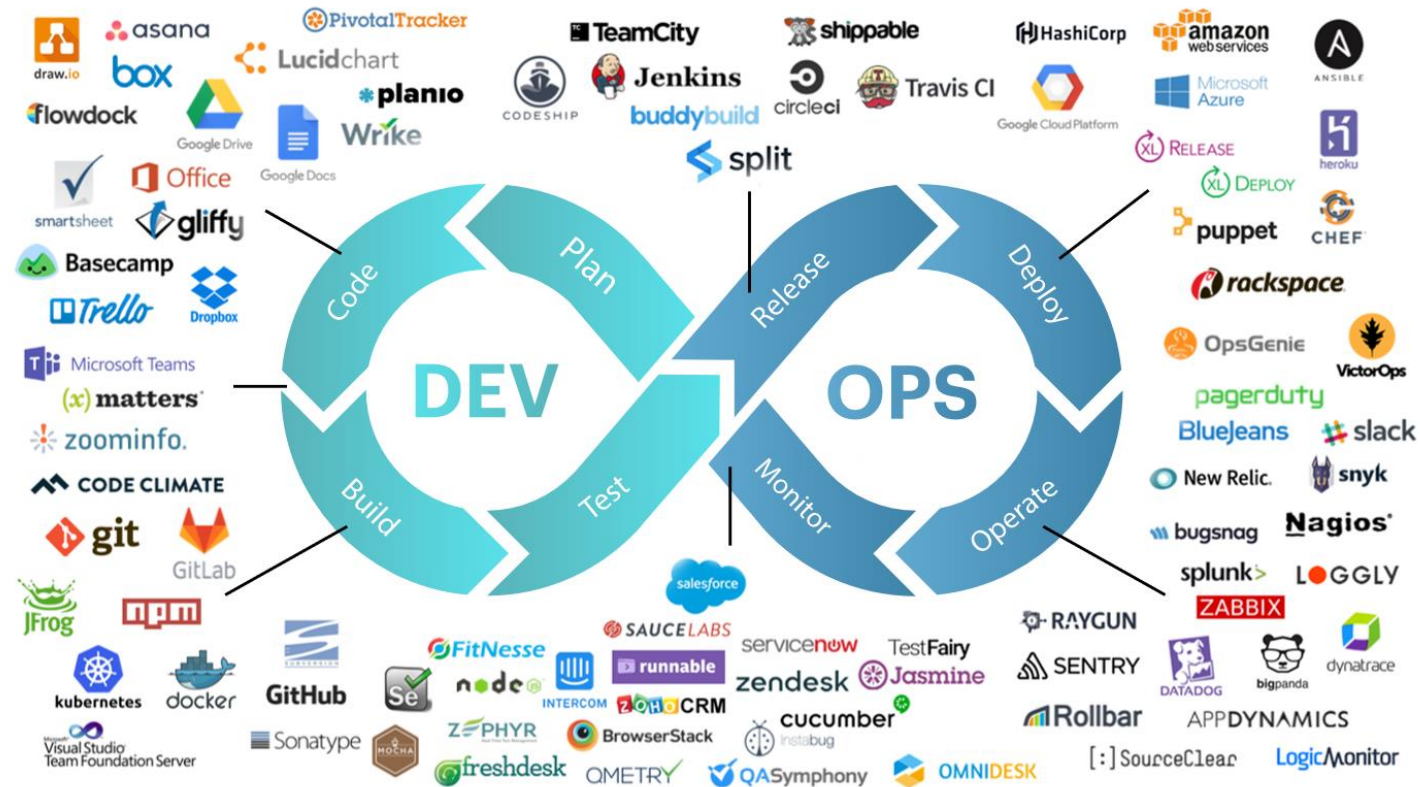 draw.io
asana
PivotalTracker
box
Lucidchart
flowdock
Google Drive
planio
Google Docs
Wrike
smartsheet
Office
gliffy
Basecamp
Trello
Dropbox
Microsoft Teams
(x)matters
zoominfo.
CODE CLIMATE
git
GitLab
JFrog
npm
kubernetes
docker
SUBVERSION
GitHub
Microsoft
Visual Studio
Team Foundation Server
Sonatype
TC
TeamCity
shippable
CODESHIP
Jenkins
circleci
Travis CI
buddybuild
split
HashiCorp
amazon
web services
ANSIBLE
Google Cloud Platform
Microsoft
Azure
heroku
XL RELEASE
XL DEPLOY
puppet
CHEF
rackspace
OpsGenie
VictorOps
pagerduty
BlueJeans
slack
New Relic.
snyk
bugsnag
Nagios®
splunk>
LOGGLY
ZABBIX
RAYGUN
SENTRY
DATADOG
bigpanda
dynatrace
Rollbar
APPDYNAMICS
[:]SourceClear
LogicMonitor
Code
Plan
Release
Deploy
DEV
OPS
Build
Test
Monitor
Operate
salesforce
SAUCELABS
FitNesse
Se
node
JS
INTERCOM
runnable
ZOHO CRM
servicenow
TestFairy
zendesk
Jasmine
MOCHA
ZEPHYR
BrowserStack
instabug
cucumber
freshdesk
QMETRY
QASymphony
OMNIDESK